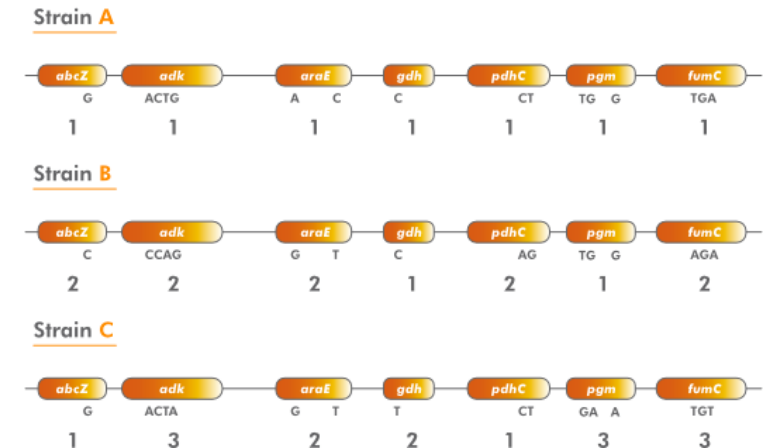 Strain A
abcZ adk araE gdh pdhC pgm fumC
G ACTG A C C CT TG G TGA
1 1 1 1 1 1 1
Strain B
abcZ adk araE gdh pdhC pgm fumC
C CCAG G T C AG TG G AGA
2 2 2 1 2 1 2
Strain C
abcZ adk araE gdh pdhC pgm fumC
G ACTA G T T CT GA A TGT
1 3 2 2 1 3 3